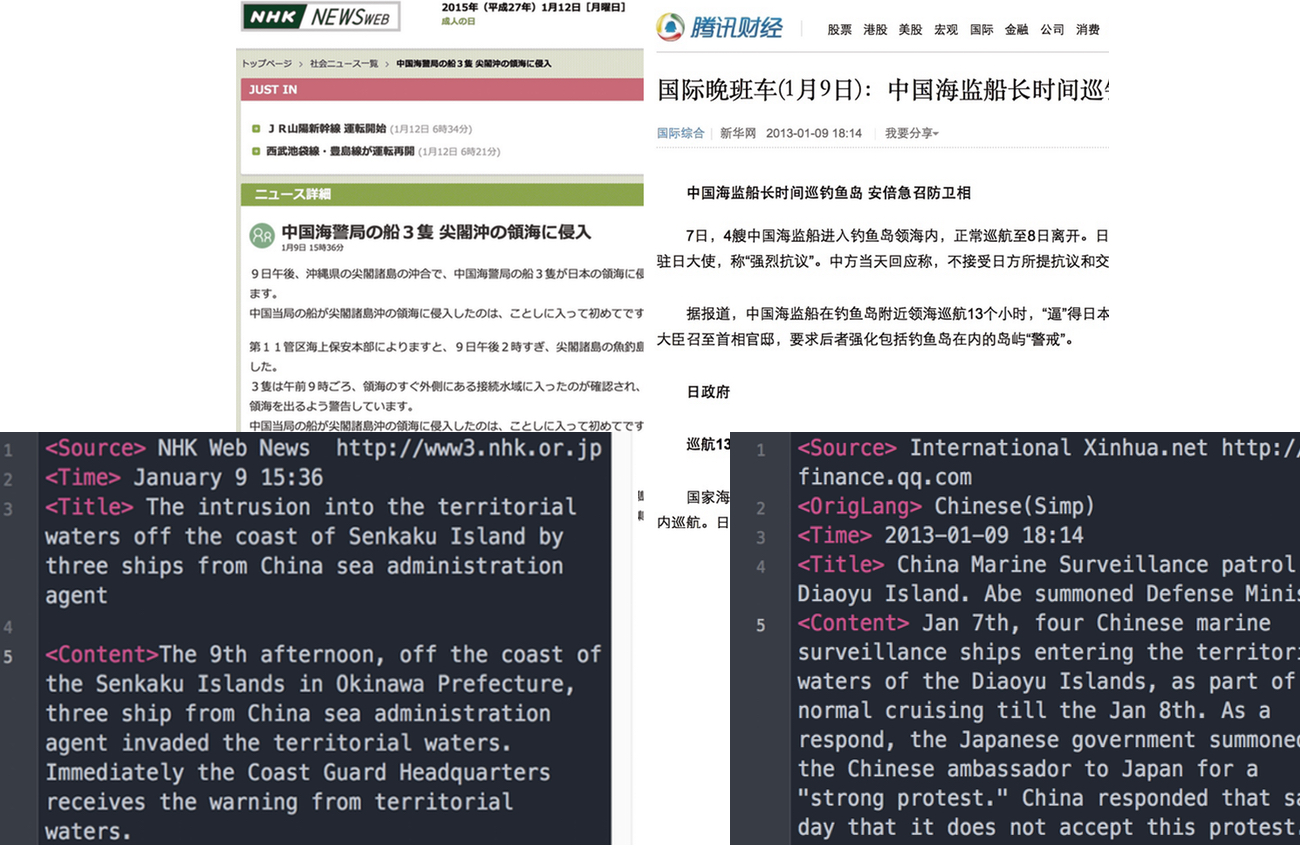 NHK NEWS WEB
2015年（平成27年）1月12日［月曜日］
成人の日
トップページ > 社会ニュース一覧 > 中国海警局の船３隻 尖閣沖の領海に侵入
JUST IN
ＪＲ山陽新幹線 運転開始 (1月12日 6時34分)
西武池袋線・豊島線が運転再開 (1月12日 6時21分)
ニュース詳細
中国海警局の船３隻 尖閣沖の領海に侵入
1月9日 15時36分
９日午後、沖縄県の尖閣諸島の沖合で、中国海警局の船３隻が日本の領海に侵
ます。
中国当局の船が尖閣諸島沖の領海に侵入したのは、ことしに入って初めてです
第１１管区海上保安本部によりますと、９日午後２時すぎ、尖閣諸島の魚釣島
した。
３隻は午前９時ごろ、領海のすぐ外側にある接続水域に入ったのが確認され、
領海を出るよう警告しています。
中国当局の船が尖閣諸島沖の領海に侵入したのは、ことしに入って初めてです
腾讯财经
股票 港股 美股 宏观 国际 金融 公司 消费
国际晚班车(1月9日)：中国海监船长时间巡
国际综合 新华网 2013-01-09 18:14 我要分享
中国海监船长时间巡钓鱼岛 安倍急召防卫相
7日，4艘中国海监船进入钓鱼岛领海内，正常巡航至8日离开。日
驻日大使，称“强烈抗议”。中方当天回应称，不接受日方所提抗议和交
据报道，中国海监船在钓鱼岛附近领海巡航13个小时，“逼”得日本
大臣召至首相官邸，要求后者强化包括钓鱼岛在内的岛屿“警戒”。
日政府
巡航13
国家海
内巡航。日
1 <Source> NHK Web News http://www3.nhk.or.jp
2 <Time> January 9 15:36
3 <Title> The intrusion into the territorial
waters off the coast of Senkaku Island by
three ships from China sea administration
agent
4
5 <Content>The 9th afternoon, off the coast of
the Senkaku Islands in Okinawa Prefecture,
three ship from China sea administration
agent invaded the territorial waters.
Immediately the Coast Guard Headquarters
receives the warning from territorial
waters.
1 <Source> International Xinhua.net http:/
finance.qq.com
2 <OrigLang> Chinese(Simp)
3 <Time> 2013-01-09 18:14
4 <Title> China Marine Surveillance patrol
Diaoyu Island. Abe summoned Defense Minis
5 <Content> Jan 7th, four Chinese marine
surveillance ships entering the territori
waters of the Diaoyu Islands, as part of
normal cruising till the Jan 8th. As a
respond, the Japanese government summoned
the Chinese ambassador to Japan for a
"strong protest." China responded that sa
day that it does not accept this protest.